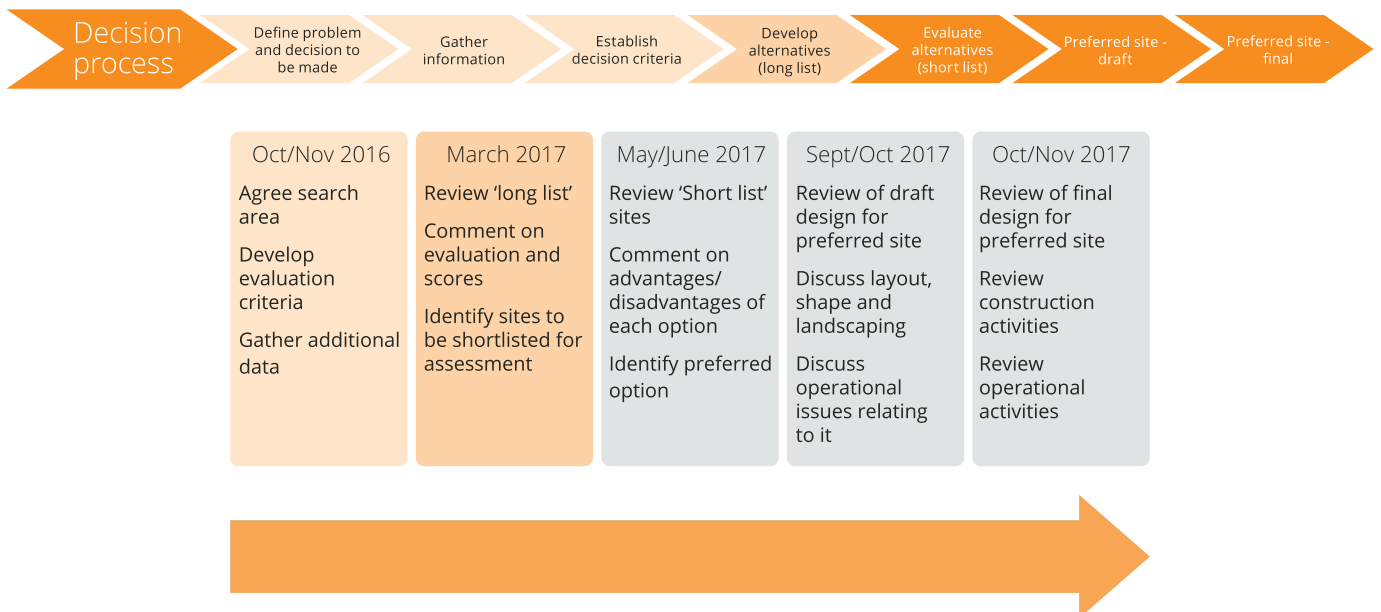 Decision
process
Define problem
and decision to
be made
Gather
information
Establish
decision criteria
Develop
alternatives
(long list)
Evaluate
alternatives
(short list)
Preferred site -
draft
Preferred site -
final
Oct/Nov 2016
Agree search
area
Develop
evaluation
criteria
Gather additional
data
March 2017
Review ‘long list’
Comment on
evaluation and
scores
Identify sites to
be shortlisted for
assessment
May/June 2017
Review ‘Short list’
sites
Comment on
advantages/
disadvantages of
each option
Identify preferred
option
Sept/Oct 2017
Review of draft
design for
preferred site
Discuss layout,
shape and
landscaping
Discuss
operational
issues relating
to it
Oct/Nov 2017
Review of final
design for
preferred site
Review
construction
activities
Review
operational
activities